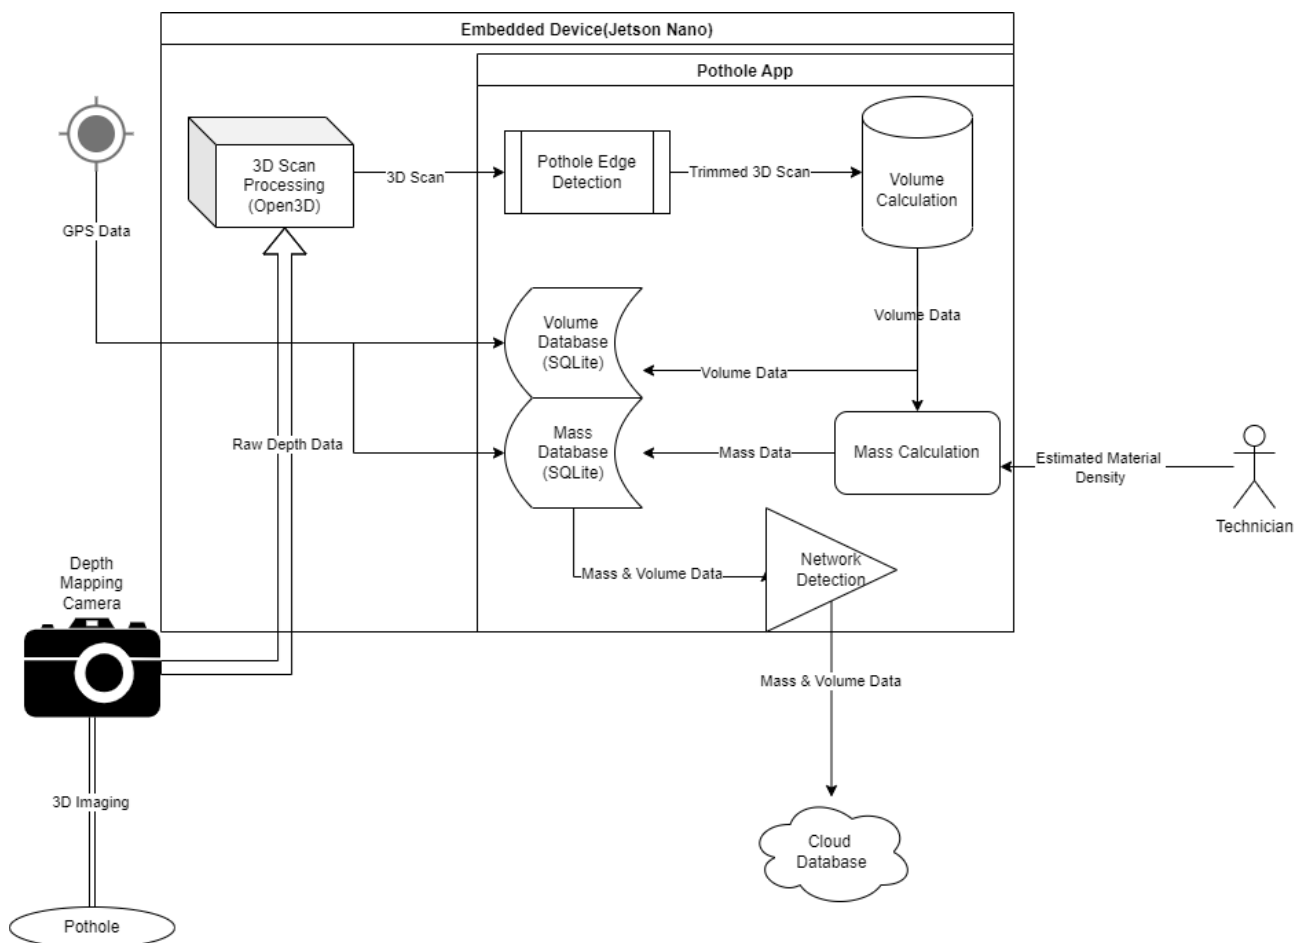 Embedded Device(Jetson Nano)
Pothole App
3D Scan
Processing
(Open3D)
3D Scan
Pothole Edge
Detection
Trimmed 3D Scan
Volume
Calculation
GPS Data
Volume Data
Volume
Database
(SQLite)
Volume Data
Raw Depth Data
Mass
Database
(SQLite)
Mass Data
Mass Calculation
Estimated Material
Density
Technician
Depth
Mapping
Camera
Mass & Volume Data
Network
Detection
Mass & Volume Data
3D Imaging
Cloud
Database
Pothole